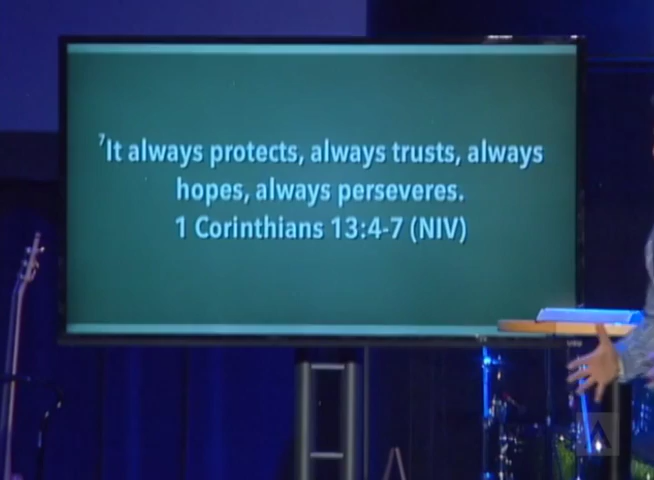 ⁷It always protects, always trusts, always
hopes, always perseveres.
1 Corinthians 13:4-7 (NIV)